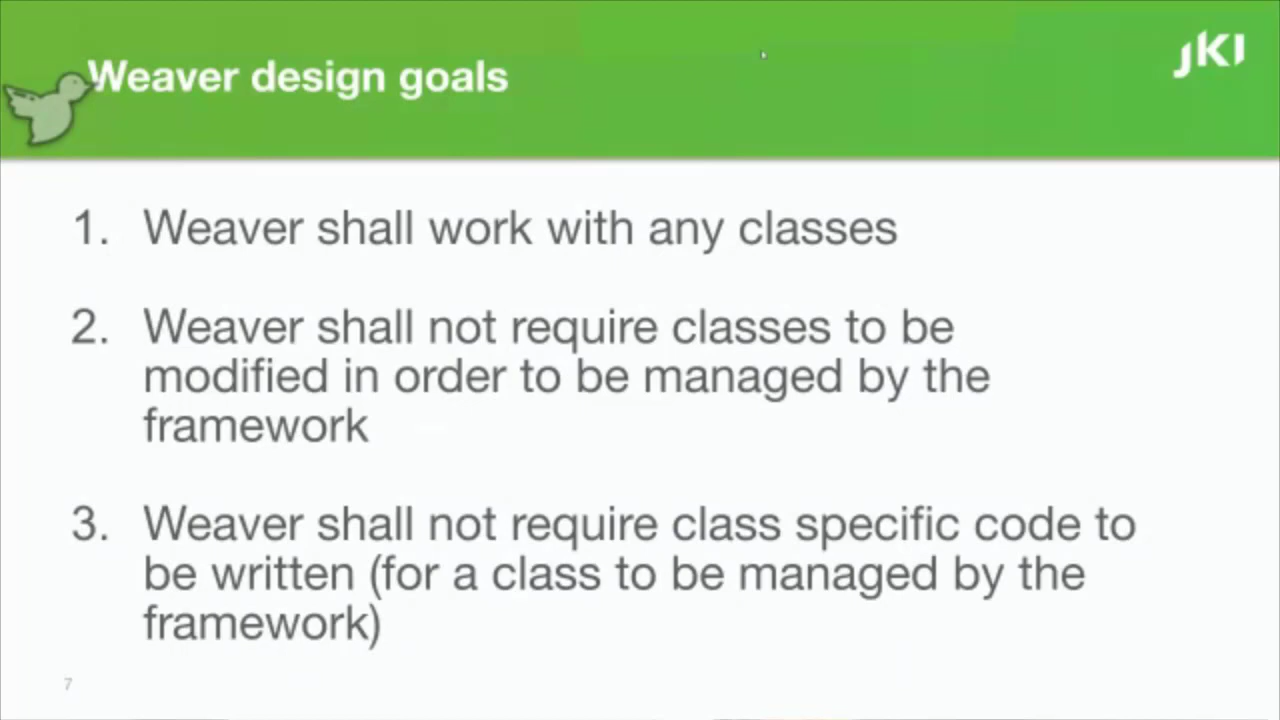 JKI
Weaver design goals
1. Weaver shall work with any classes
2. Weaver shall not require classes to be
modified in order to be managed by the
framework
3. Weaver shall not require class specific code to
be written (for a class to be managed by the
framework)
7